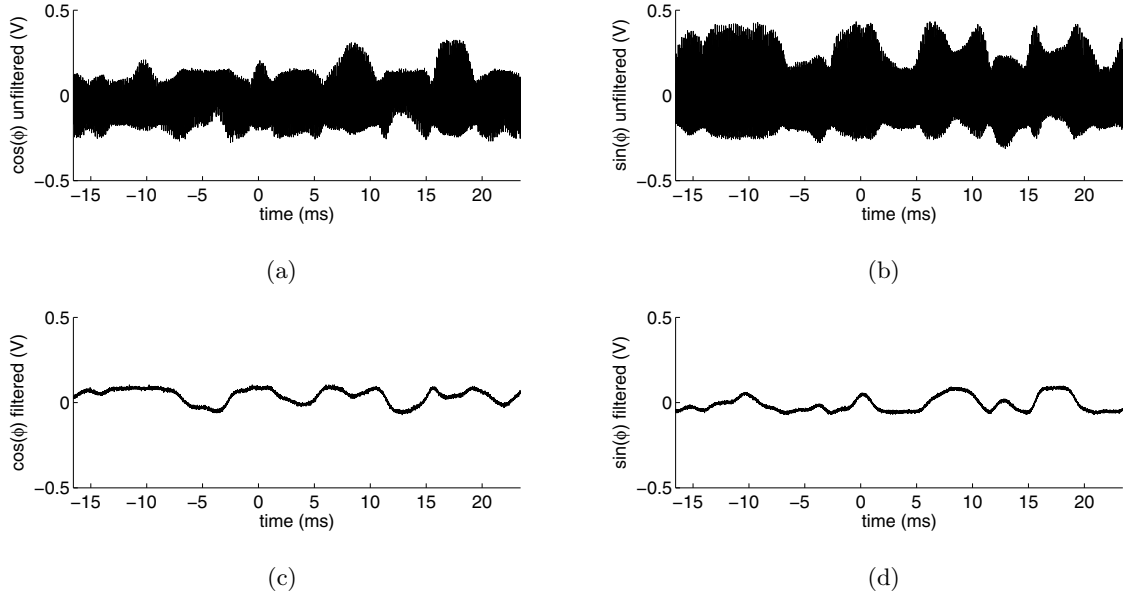 0.5
0
−0.5
cos(ϕ) unfiltered (V)
−15 −10 −5 0 5 10 15 20
time (ms)
(a)
0.5
0
−0.5
sin(ϕ) unfiltered (V)
−15 −10 −5 0 5 10 15 20
time (ms)
(b)
0.5
0
−0.5
cos(ϕ) filtered (V)
−15 −10 −5 0 5 10 15 20
time (ms)
(c)
0.5
0
−0.5
sin(ϕ) filtered (V)
−15 −10 −5 0 5 10 15 20
time (ms)
(d)